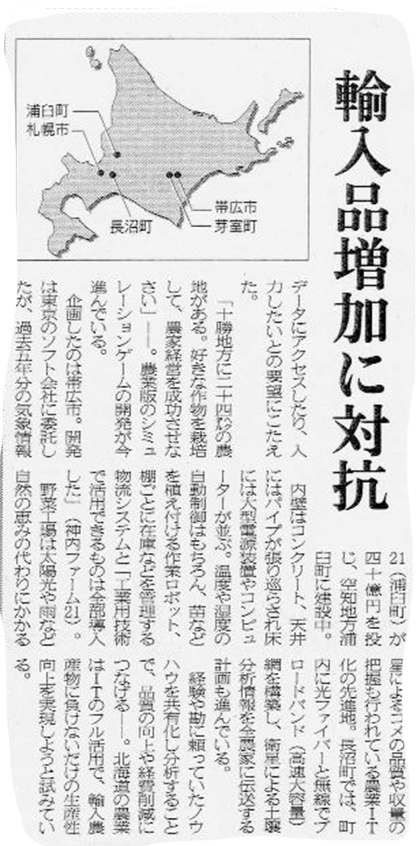 輸入品増加に対抗
浦臼町
札幌市
長沼町
帯広市
芽室町
データにアクセスしたり、入
力したいとの要望にこたえ
た。
「十勝地方に二十四㌶の農
地がある。好きな作物を栽培
して、農家経営を成功させな
さい」――。農業版のシミュ
レーションゲームの開発が今
進んでいる。
企画したのは帯広市。開発
は東京のソフト会社に委託し
たが、過去五年分の気象情報
21（浦臼町）が
四十億円を投
じ、空知地方浦
臼町に建設中。
内壁はコンクリート、天井
にはパイプが張り巡らされ床
には大型電源装置やコンピュ
ーターが並ぶ。温度や湿度の
自動制御はもちろん、苗など
を植え付ける作業ロボット、
棚ごとに在庫などを管理する
物流システムと「工業用技術
で活用できるものは全部導入
した」（神内ファーム21）。
野菜工場は太陽光や雨など
自然の恵みの代わりにかかる
星によるコメの品質や収量の
把握も行われている農業IT
化の先進地。長沼町では、町
内に光ファイバーと無線でブ
ロードバンド（高速大容量）
網を構築し、衛星による土壌
分析情報を全農家に伝送する
計画も進んでいる。
経験や勘に頼っていたノウ
ハウを共有化し分析すること
で、品質の向上や経費削減に
つなげる――。北海道の農業
はITのフル活用で、輸入農
産物に負けないだけの生産性
向上を実現しようと試みてい
る。